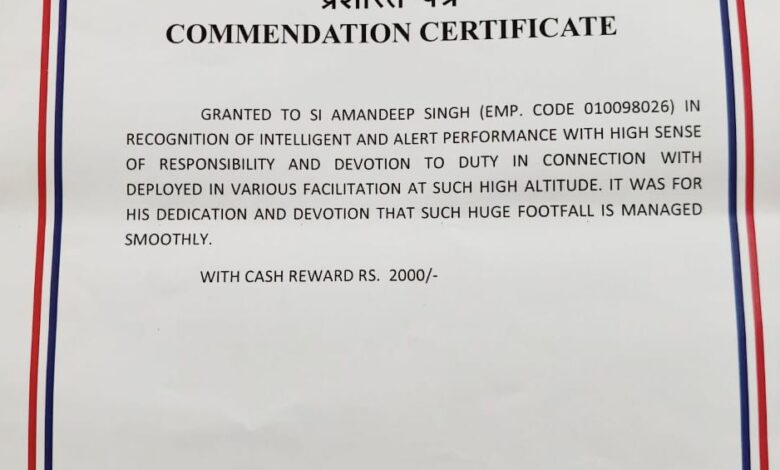 प्रशस्ति पत्र
COMMENDATION CERTIFICATE
GRANTED TO SI AMANDEEP SINGH (EMP. CODE 010098026) IN
RECOGNITION OF INTELLIGENT AND ALERT PERFORMANCE WITH HIGH SENSE
OF RESPONSIBILITY AND DEVOTION TO DUTY IN CONNECTION WITH
DEPLOYED IN VARIOUS FACILITATION AT SUCH HIGH ALTITUDE. IT WAS FOR
HIS DEDICATION AND DEVOTION THAT SUCH HUGE FOOTFALL IS MANAGED
SMOOTHLY.
WITH CASH REWARD RS. 2000/-